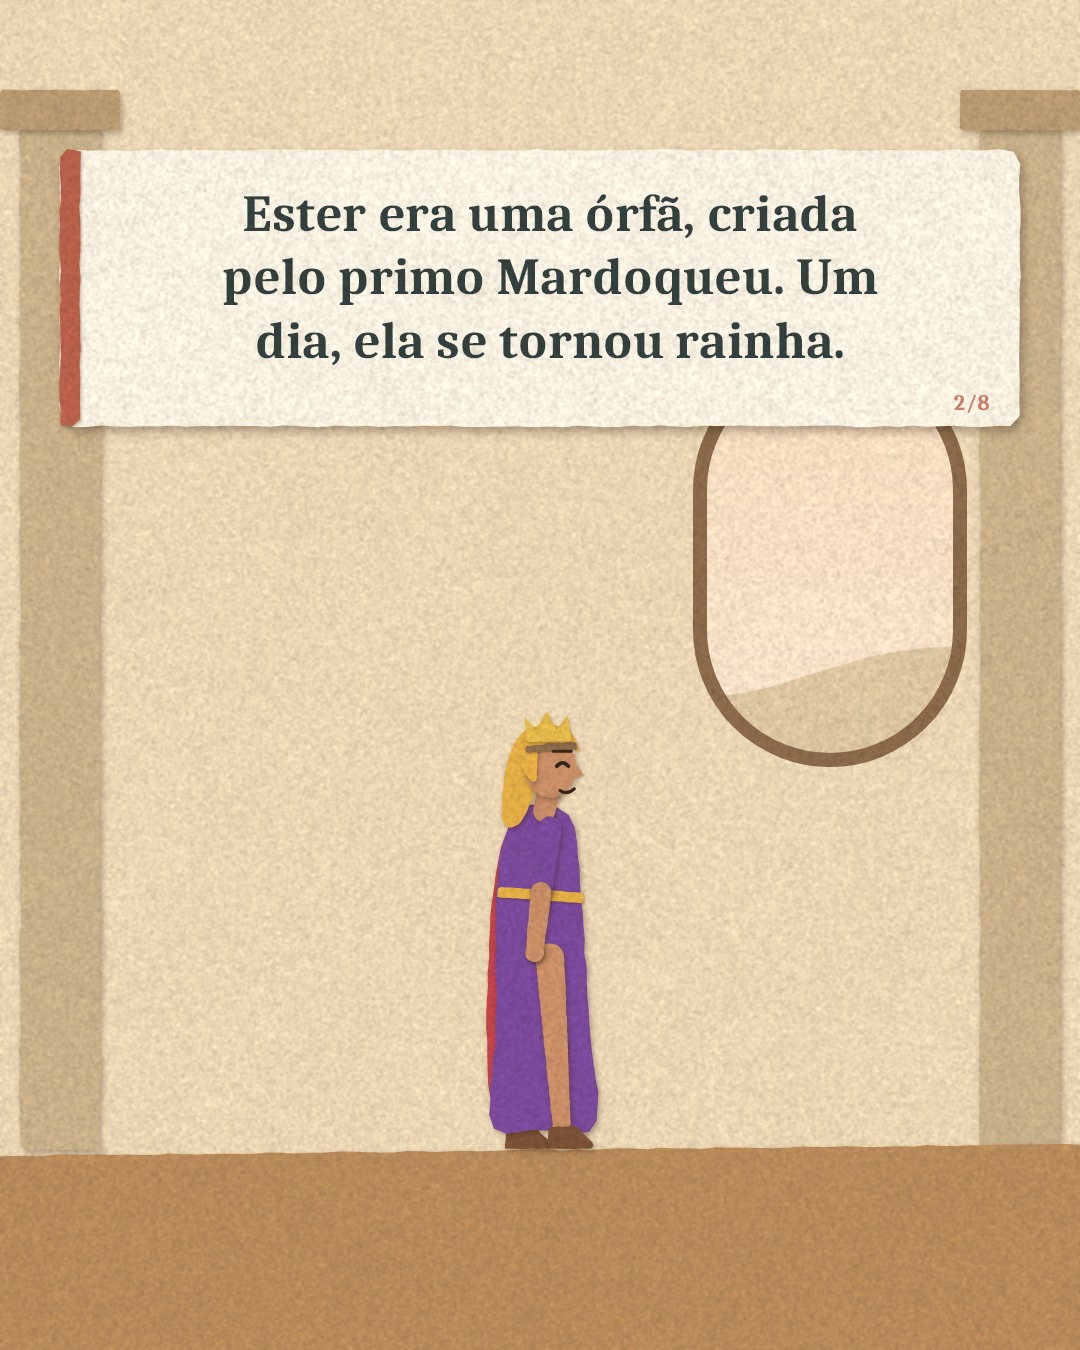 Ester era uma órfã, criada
pelo primo Mardoqueu. Um
dia, ela se tornou rainha.
2/8